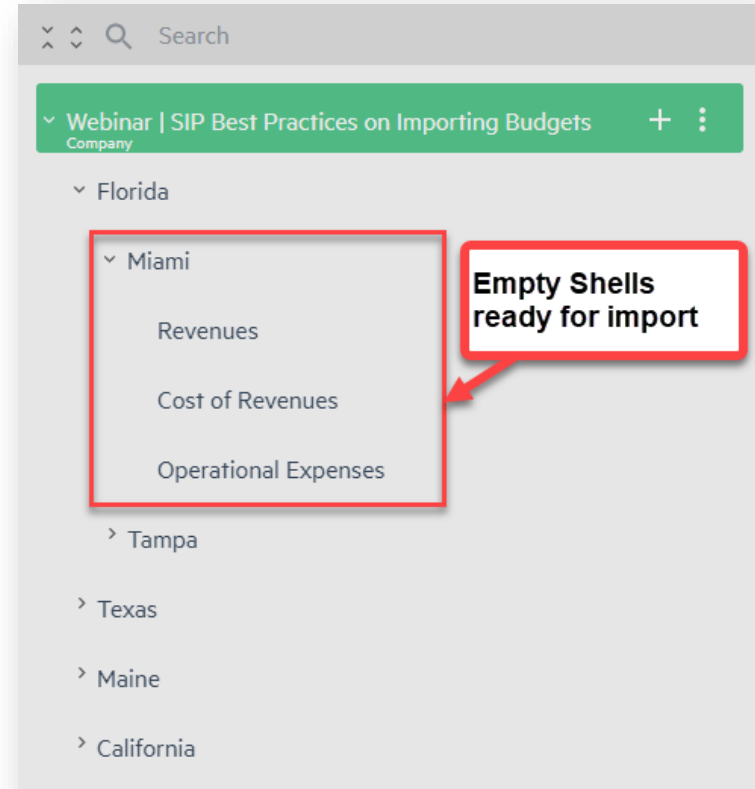 Search
Webinar | SIP Best Practices on Importing Budgets
Company
Florida
Miami
Empty Shells
ready for import
Revenues
Cost of Revenues
Operational Expenses
Tampa
Texas
Maine
California